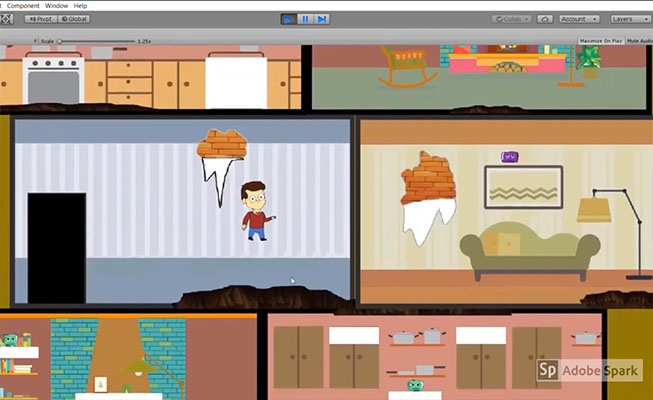 Component Window Help
Pivot Global Collab Account Layers
Scale 1.25x Maximize On Play Mute Audio
Sp Adobe Spark